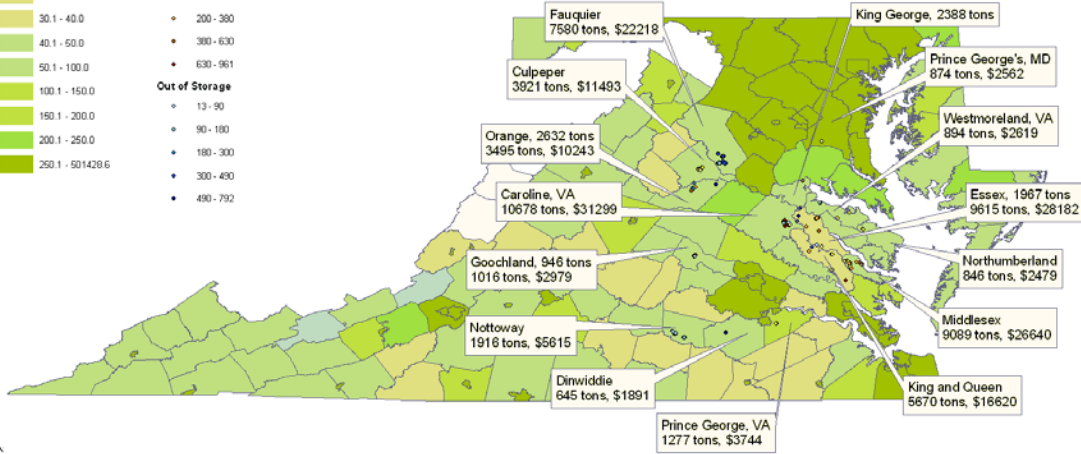 30.1 - 40.0
40.1 - 50.0
50.1 - 100.0
100.1 - 150.0
150.1 - 200.0
200.1 - 250.0
250.1 - 501428.6
200 - 380
380 - 630
630 - 961
Out of Storage
13 - 90
90 - 180
180 - 300
300 - 490
490 - 792
Fauquier
7580 tons, $22218
King George, 2388 tons
Culpeper
3921 tons, $11493
Prince George's, MD
874 tons, $2562
Orange, 2632 tons
3495 tons, $10243
Westmoreland, VA
894 tons, $2619
Caroline, VA
10678 tons, $31299
Essex, 1967 tons
9615 tons, $28182
Goochland, 946 tons
1016 tons, $2979
Northumberland
846 tons, $2479
Nottoway
1916 tons, $5615
Middlesex
9089 tons, $26640
Dinwiddie
645 tons, $1891
King and Queen
5670 tons, $16620
Prince George, VA
1277 tons, $3744